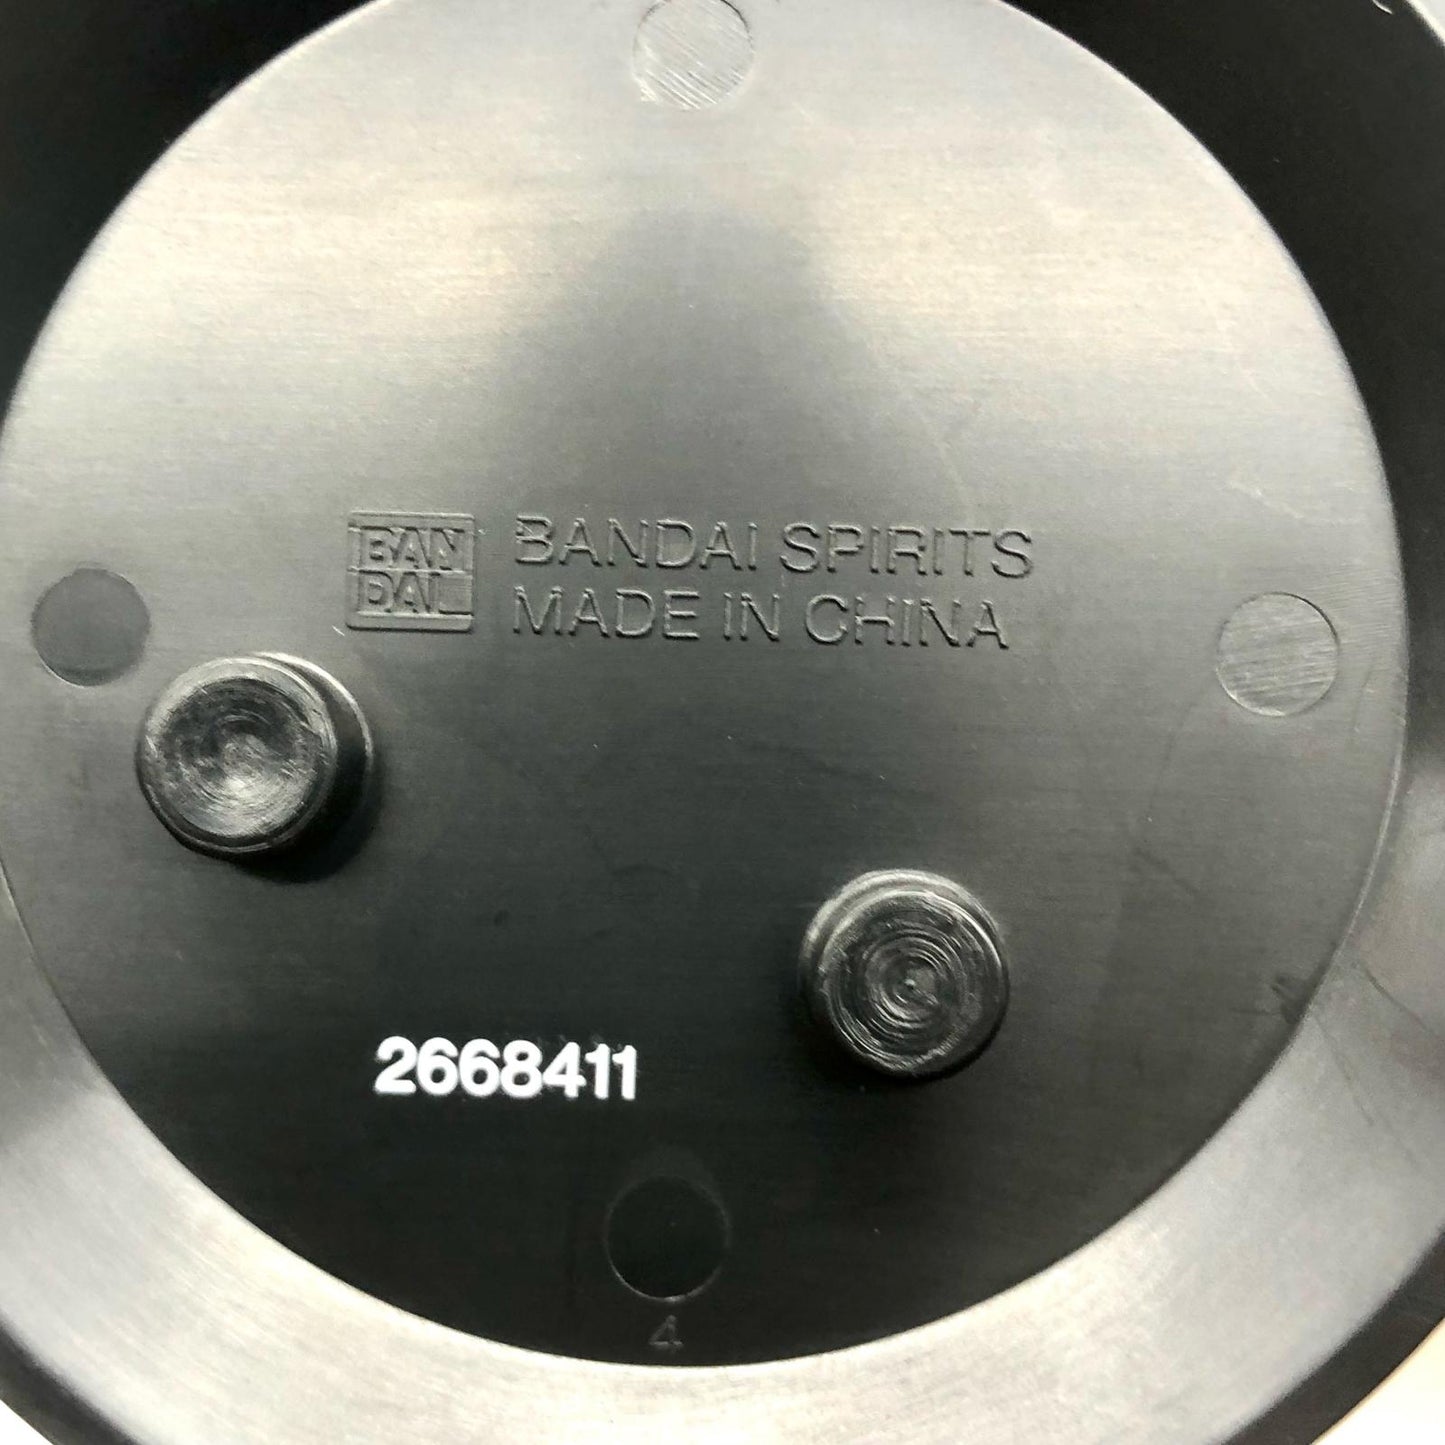 BAN
DAI
BANDAI SPIRITS
MADE IN CHINA
2668411
4